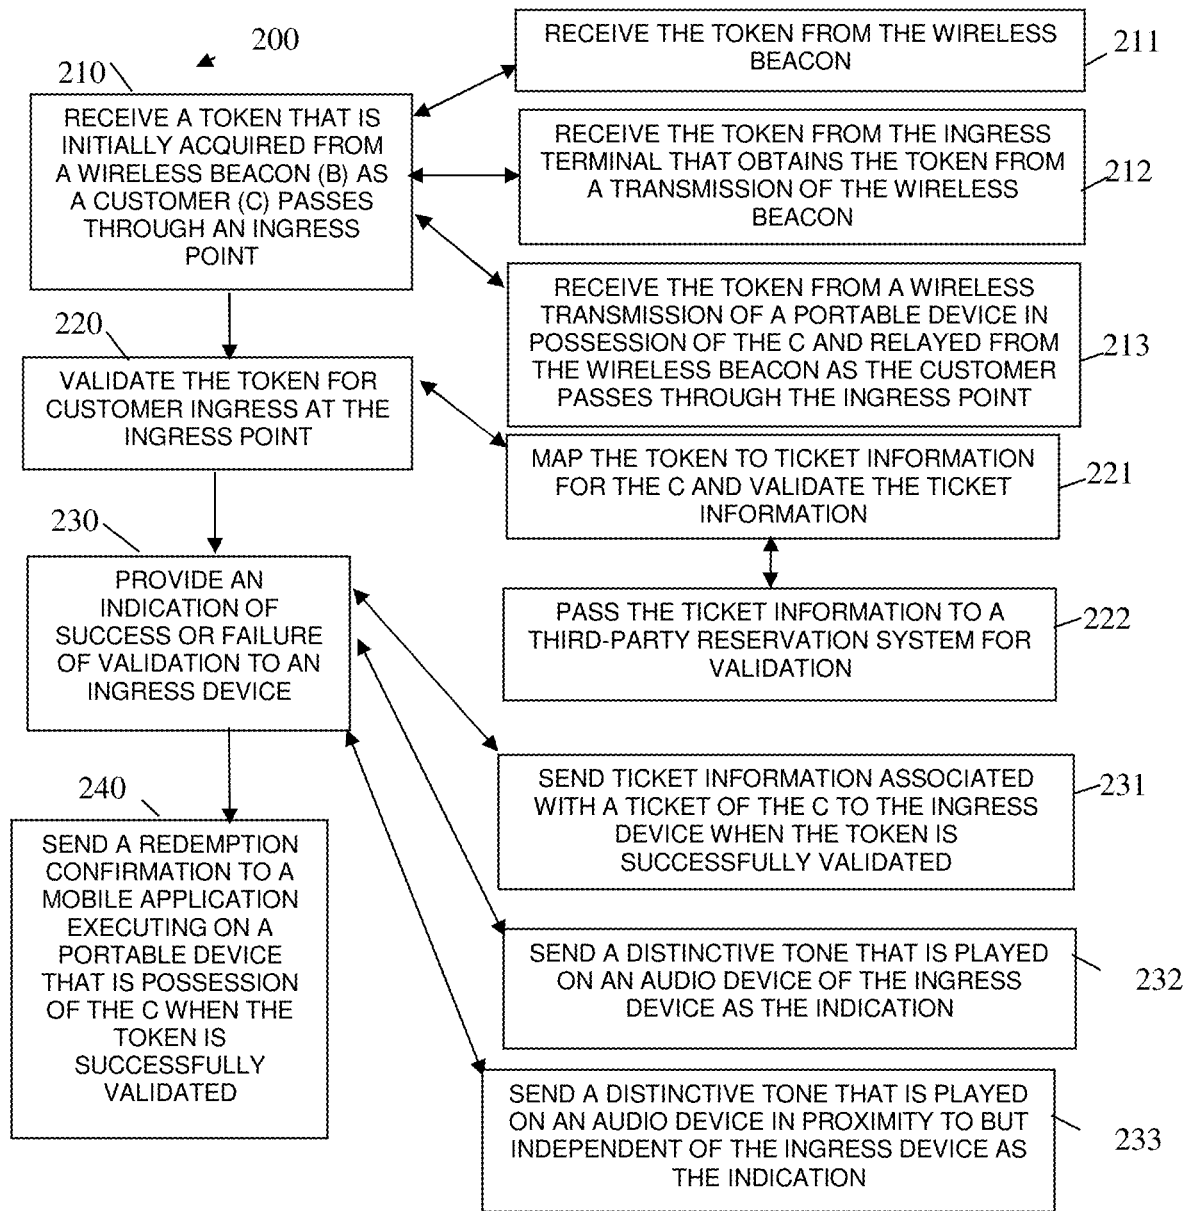 200
210
RECEIVE A TOKEN THAT IS
INITIALLY ACQUIRED FROM
A WIRELESS BEACON (B) AS
A CUSTOMER (C) PASSES
THROUGH AN INGRESS
POINT
RECEIVE THE TOKEN FROM THE WIRELESS
BEACON
211
RECEIVE THE TOKEN FROM THE INGRESS
TERMINAL THAT OBTAINS THE TOKEN FROM
A TRANSMISSION OF THE WIRELESS
BEACON
212
RECEIVE THE TOKEN FROM A WIRELESS
TRANSMISSION OF A PORTABLE DEVICE IN
POSSESSION OF THE C AND RELAYED FROM
THE WIRELESS BEACON AS THE CUSTOMER
PASSES THROUGH THE INGRESS POINT
213
220
VALIDATE THE TOKEN FOR
CUSTOMER INGRESS AT THE
INGRESS POINT
MAP THE TOKEN TO TICKET INFORMATION
FOR THE C AND VALIDATE THE TICKET
INFORMATION
221
PASS THE TICKET INFORMATION TO A
THIRD-PARTY RESERVATION SYSTEM FOR
VALIDATION
222
230
PROVIDE AN
INDICATION OF
SUCCESS OR FAILURE
OF VALIDATION TO AN
INGRESS DEVICE
SEND TICKET INFORMATION ASSOCIATED
WITH A TICKET OF THE C TO THE INGRESS
DEVICE WHEN THE TOKEN IS
SUCCESSFULLY VALIDATED
231
SEND A DISTINCTIVE TONE THAT IS PLAYED
ON AN AUDIO DEVICE OF THE INGRESS
DEVICE AS THE INDICATION
232
SEND A DISTINCTIVE TONE THAT IS PLAYED
ON AN AUDIO DEVICE IN PROXIMITY TO BUT
INDEPENDENT OF THE INGRESS DEVICE AS
THE INDICATION
233
240
SEND A REDEMPTION
CONFIRMATION TO A
MOBILE APPLICATION
EXECUTING ON A
PORTABLE DEVICE
THAT IS POSSESSION
OF THE C WHEN THE
TOKEN IS
SUCCESSFULLY
VALIDATED